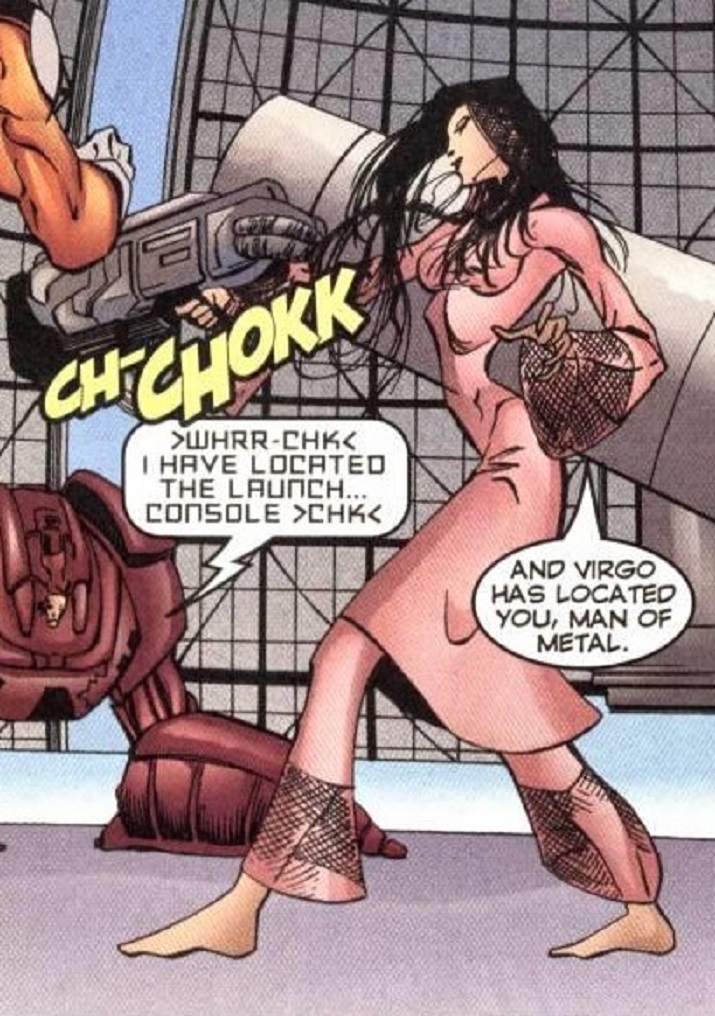 CH-CHOKK
>WHRR-CHK<
I HAVE LOCATED
THE LAUNCH...
CONSOLE >CHK<
AND VIRGO
HAS LOCATED
YOU, MAN OF
METAL.